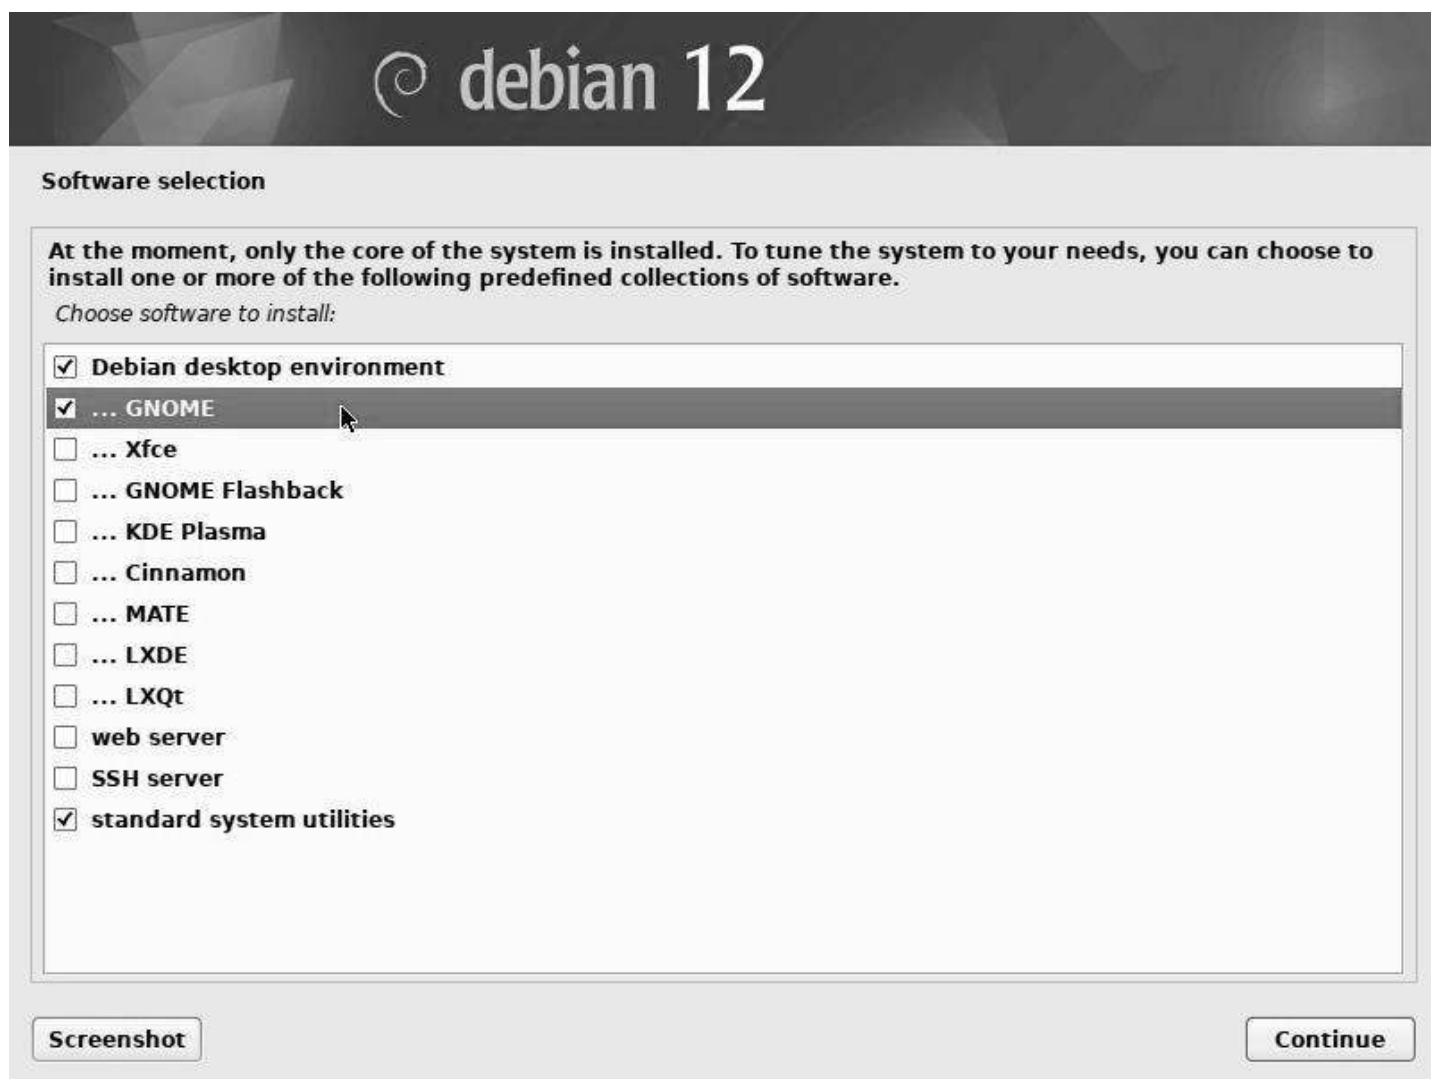 debian 12
Software selection
At the moment, only the core of the system is installed. To tune the system to your needs, you can choose to
install one or more of the following predefined collections of software.
Choose software to install:
Debian desktop environment
... GNOME
... Xfce
... GNOME Flashback
... KDE Plasma
... Cinnamon
... MATE
... LXDE
... LXQt
web server
SSH server
standard system utilities
Screenshot
Continue